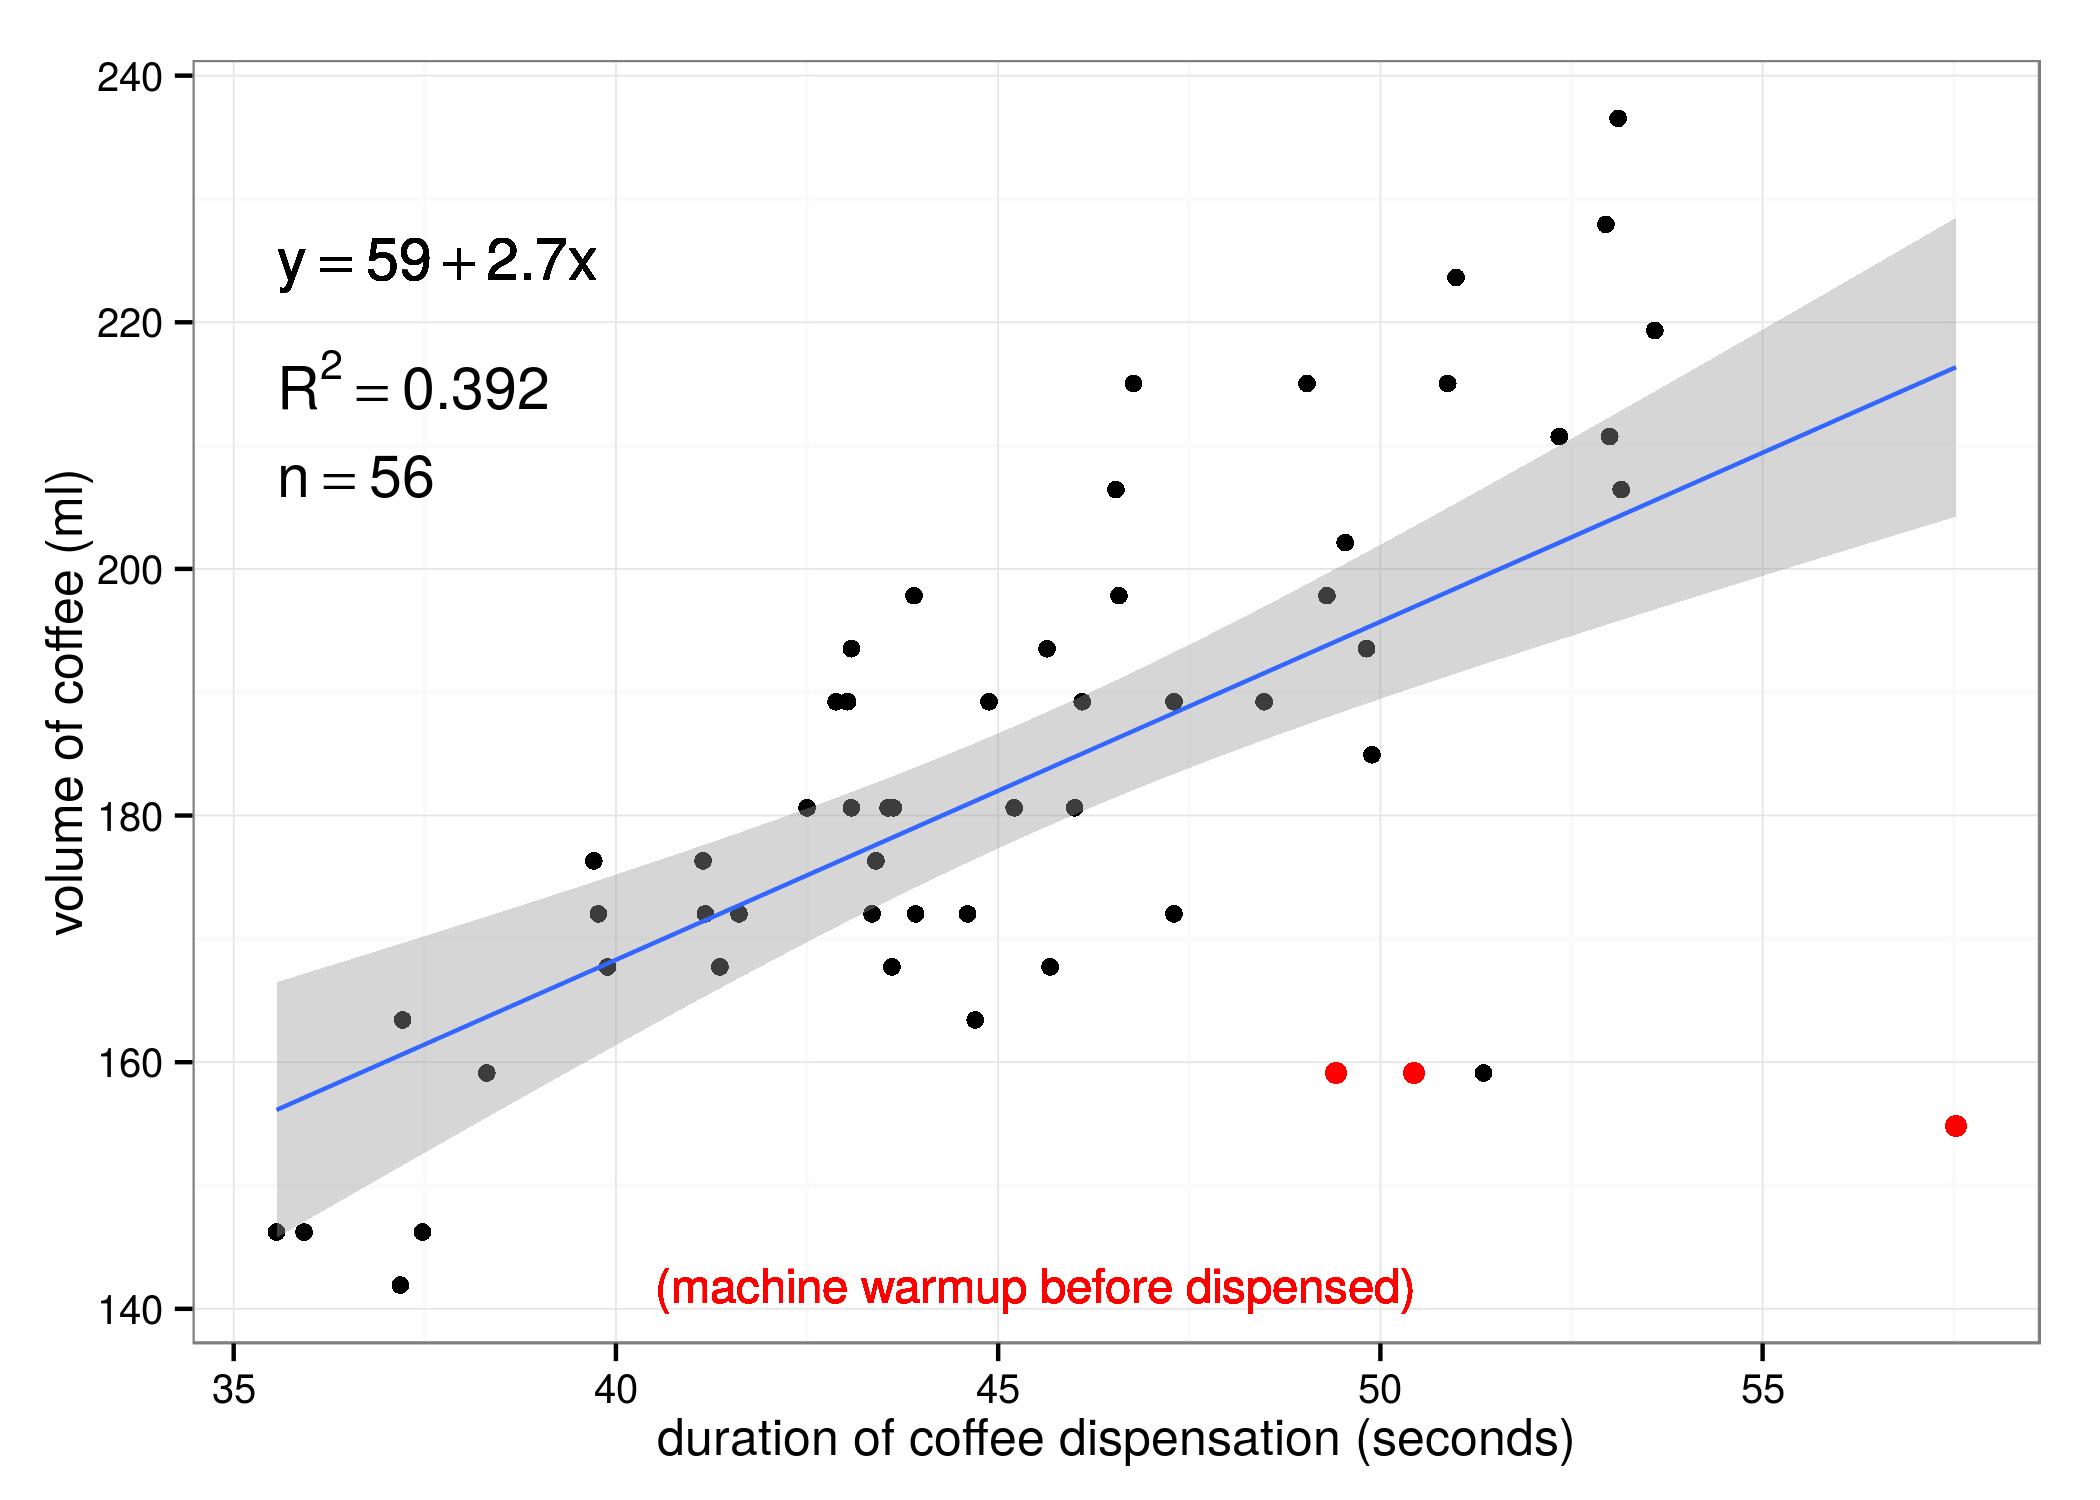 240
220
200
180
160
140
volume of coffee (ml)
y = 59 + 2.7x
R² = 0.392
n = 56
(machine warmup before dispensed)
35 40 45 50 55
duration of coffee dispensation (seconds)